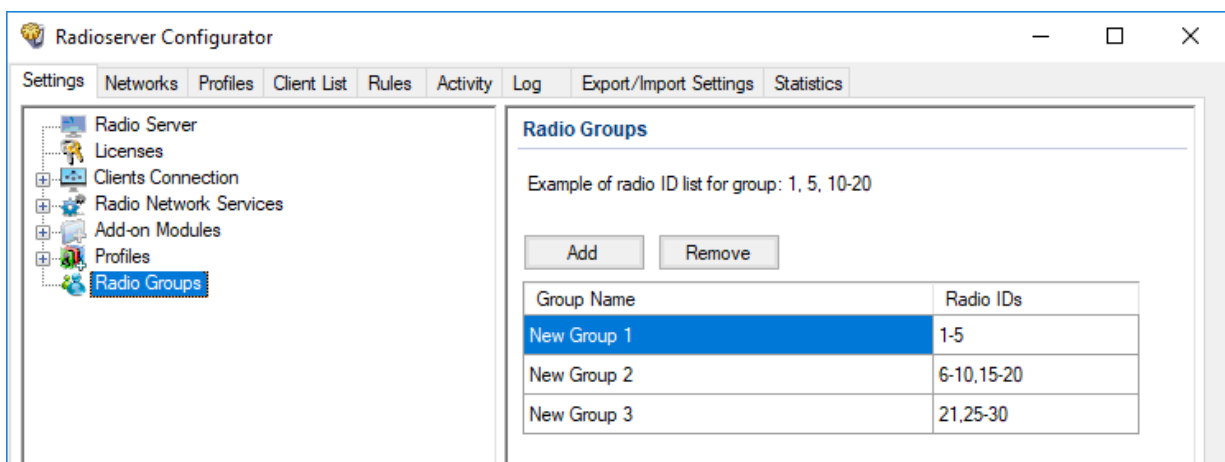 Radioserver Configurator
Settings Networks Profiles Client List Rules Activity Log Export/Import Settings Statistics
Radio Server
Licenses
Clients Connection
Radio Network Services
Add-on Modules
Profiles
Radio Groups
Radio Groups
Example of radio ID list for group: 1, 5, 10-20
Add Remove
Group Name Radio IDs
New Group 1 1-5
New Group 2 6-10,15-20
New Group 3 21,25-30